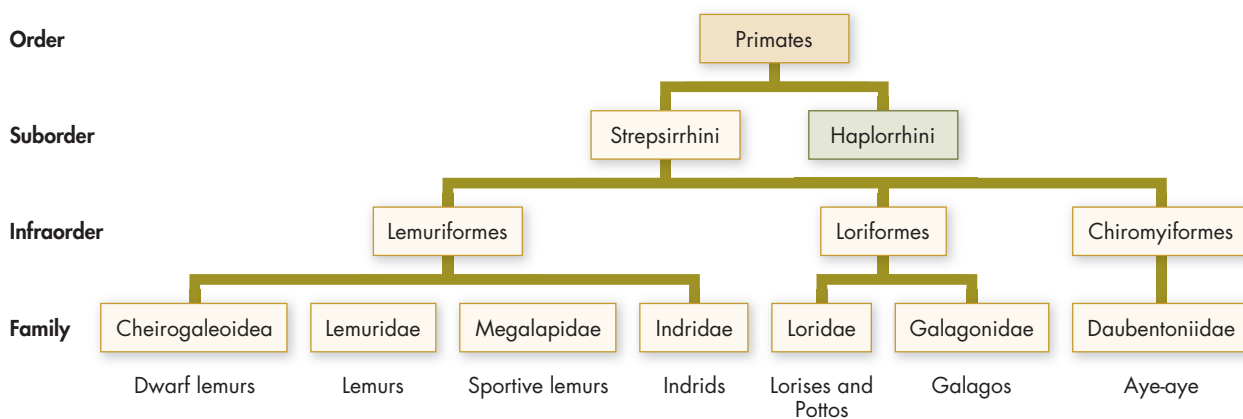 Order
Primates
Suborder
Strepsirrhini
Haplorrhini
Infraorder
Lemuriformes
Loriformes
Chiromyiformes
Family
Cheirogaleoidea
Lemuridae
Megalapidae
Indridae
Loridae
Galagonidae
Daubentoniidae
Dwarf lemurs
Lemurs
Sportive lemurs
Indrids
Lorises and
Pottos
Galagos
Aye-aye